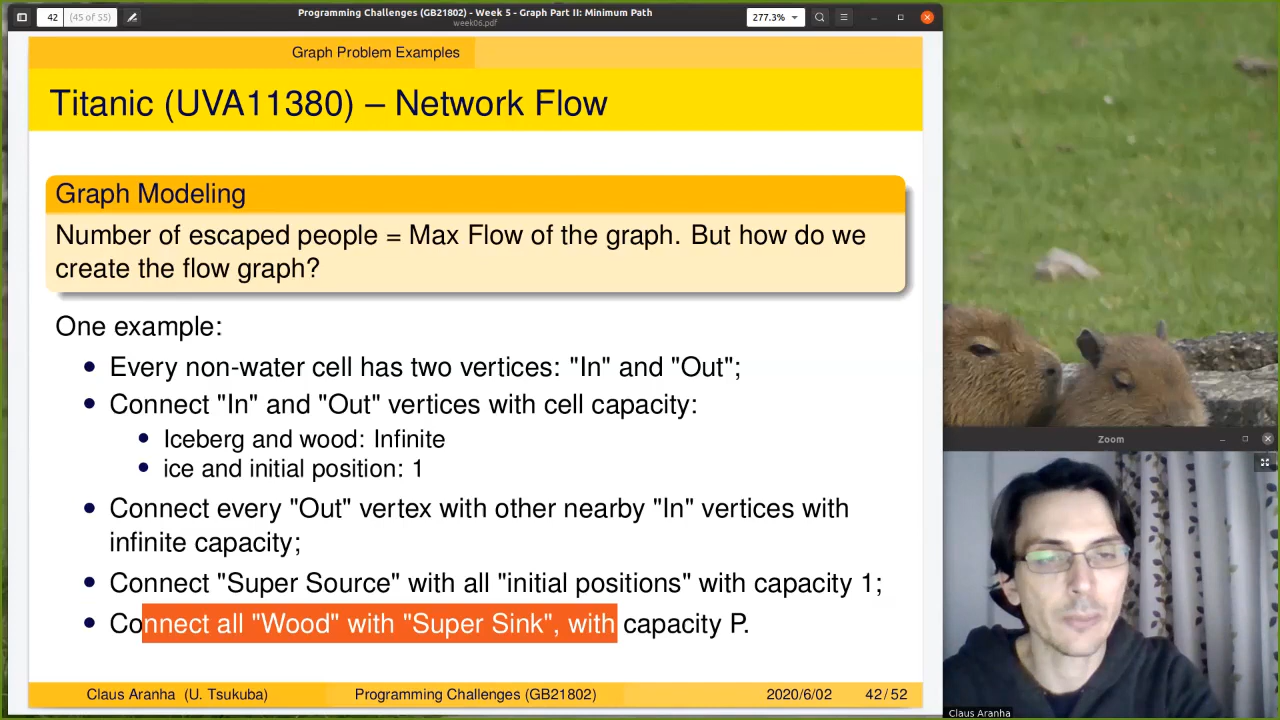 42
(45 of 55)
Programming Challenges (GB21802) - Week 5 - Graph Part II: Minimum Path
week06.pdf
277.3%
Graph Problem Examples
Titanic (UVA11380) – Network Flow
Graph Modeling
Number of escaped people = Max Flow of the graph. But how do we
create the flow graph?
One example:
Every non-water cell has two vertices: "In" and "Out";
Connect "In" and "Out" vertices with cell capacity:
Iceberg and wood: Infinite
ice and initial position: 1
Connect every "Out" vertex with other nearby "In" vertices with
infinite capacity;
Connect "Super Source" with all "initial positions" with capacity 1;
Connect all "Wood" with "Super Sink", with capacity P.
Claus Aranha (U. Tsukuba)
Programming Challenges (GB21802)
2020/6/02
42 / 52
Zoom
Claus Aranha